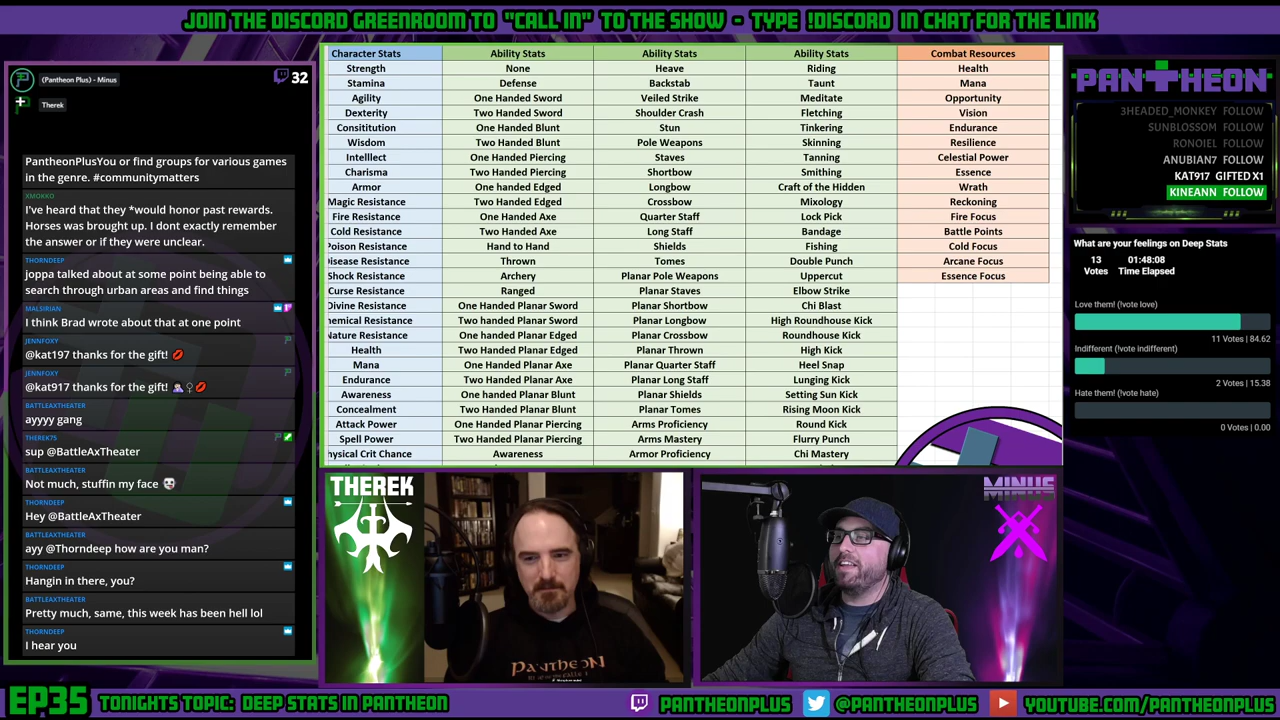 JOIN THE DISCORD GREENROOM TO "CALL IN" TO THE SHOW - TYPE !DISCORD IN CHAT FOR THE LINK
(Pantheon Plus) - Minus
32
Therek
PantheonPlusYou or find groups for various games
in the genre. #communitymatters
XMOKKO
I've heard that they *would honor past rewards.
Horses was brought up. I dont exactly remember
the answer or if they were unclear.
THORNDEEP
joppa talked about at some point being able to
search through urban areas and find things
MALSIRIAN
I think Brad wrote about that at one point
JENNFOXY
@kat197 thanks for the gift! 💋
JENNFOXY
@kat917 thanks for the gift! 🤷🏻 ♀ 💋
BATTLEAXTHEATER
ayyyy gang
THEREK75
sup @BattleAxTheater
BATTLEAXTHEATER
Not much, stuffin my face
THORNDEEP
Hey @BattleAxTheater
BATTLEAXTHEATER
ayy @Thorndeep how are you man?
THORNDEEP
Hangin in there, you?
BATTLEAXTHEATER
Pretty much, same, this week has been hell lol
THORNDEEP
I hear you
Character Stats Ability Stats Ability Stats Ability Stats Combat Resources
Strength None Heave Riding Health
Stamina Defense Backstab Taunt Mana
Agility One Handed Sword Veiled Strike Meditate Opportunity
Dexterity Two Handed Sword Shoulder Crash Fletching Vision
Consititution One Handed Blunt Stun Tinkering Endurance
Wisdom Two Handed Blunt Pole Weapons Skinning Resilience
Intelllect One Handed Piercing Staves Tanning Celestial Power
Charisma Two Handed Piercing Shortbow Smithing Essence
Armor One handed Edged Longbow Craft of the Hidden Wrath
Magic Resistance Two Handed Edged Crossbow Mixology Reckoning
Fire Resistance One Handed Axe Quarter Staff Lock Pick Fire Focus
Cold Resistance Two Handed Axe Long Staff Bandage Battle Points
Poison Resistance Hand to Hand Shields Fishing Cold Focus
Disease Resistance Thrown Tomes Double Punch Arcane Focus
Shock Resistance Archery Planar Pole Weapons Uppercut Essence Focus
Curse Resistance Ranged Planar Staves Elbow Strike
Divine Resistance One Handed Planar Sword Planar Shortbow Chi Blast
hemical Resistance Two handed Planar Sword Planar Longbow High Roundhouse Kick
Nature Resistance One handed Planar Edged Planar Crossbow Roundhouse Kick
Health Two Handed Planar Edged Planar Thrown High Kick
Mana One Handed Planar Axe Planar Quarter Staff Heel Snap
Endurance Two Handed Planar Axe Planar Long Staff Lunging Kick
Awareness One handed Planar Blunt Planar Shields Setting Sun Kick
Concealment Two Handed Planar Blunt Planar Tomes Rising Moon Kick
Attack Power One Handed Planar Piercing Arms Proficiency Round Kick
Spell Power Two Handed Planar Piercing Arms Mastery Flurry Punch
hysical Crit Chance Awareness Armor Proficiency Chi Mastery
PANTHEON
3HEADED_MONKEY FOLLOW
SUNBLOSSOM FOLLOW
RONOIEL FOLLOW
ANUBIAN7 FOLLOW
KAT917 GIFTED X1
KINEANN FOLLOW
What are your feelings on Deep Stats
13 01:48:08
Votes Time Elapsed
Love them! (!vote love)
11 Votes | 84.62
Indifferent (!vote indifferent)
2 Votes | 15.38
Hate them? (!vote hate)
0 Votes | 0.00
THEREK
PANTHEON
MINUS
EP.35 TONIGHTS TOPIC: DEEP STATS IN PANTHEON
PANTHEONPLUS @PANTHEONPLUS YOUTUBE.COM/PANTHEONPLUS